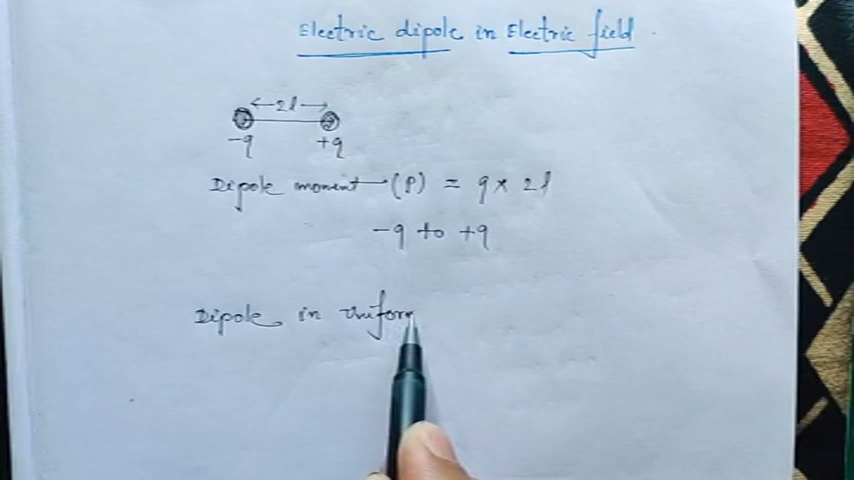 Electric dipole in Electric field
2l
-q +q
Dipole moment → (P) = q × 2l
-q to +q
Dipole in Uniform